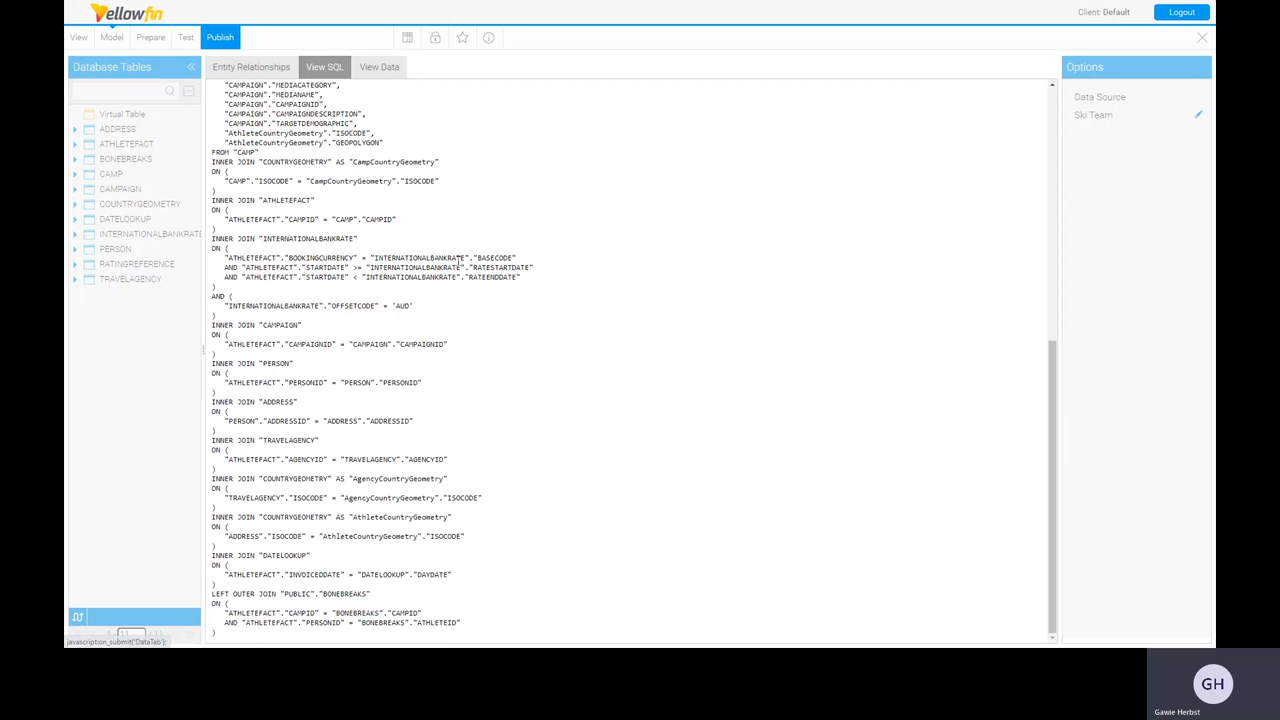 Yellowfin
Client: Default
Logout
View
Model
Prepare
Test
Publish
Database Tables
Entity Relationships
View SQL
View Data
Options
Virtual Table
ADDRESS
ATHLETEFACT
BONEBREAKS
CAMP
CAMPAIGN
COUNTRYGEOMETRY
DATELOOKUP
INTERNATIONALBANKRATE
PERSON
RATINGREFERENCE
TRAVELAGENCY
javascript_submit('DataTab');
"CAMPAIGN"."MEDIACATEGORY",
"CAMPAIGN"."MEDIANAME",
"CAMPAIGN"."CAMPAIGNID",
"CAMPAIGN"."CAMPAIGNDESCRIPTION",
"CAMPAIGN"."TARGETDEMOGRAPHIC",
"AthleteCountryGeometry"."ISOCODE",
"AthleteCountryGeometry"."GEOPOLYGON"
FROM "CAMP"
INNER JOIN "COUNTRYGEOMETRY" AS "CampCountryGeometry"
ON (
"CAMP"."ISOCODE" = "CampCountryGeometry"."ISOCODE"
)
INNER JOIN "ATHLETEFACT"
ON (
"ATHLETEFACT"."CAMPID" = "CAMP"."CAMPID"
)
INNER JOIN "INTERNATIONALBANKRATE"
ON (
"ATHLETEFACT"."BOOKINGCURRENCY" = "INTERNATIONALBANKRATE"."BASECODE"
AND "ATHLETEFACT"."STARTDATE" >= "INTERNATIONALBANKRATE"."RATESTARTDATE"
AND "ATHLETEFACT"."STARTDATE" < "INTERNATIONALBANKRATE"."RATEENDDATE"
)
AND (
"INTERNATIONALBANKRATE"."OFFSETCODE" = 'AUD'
)
INNER JOIN "CAMPAIGN"
ON (
"ATHLETEFACT"."CAMPAIGNID" = "CAMPAIGN"."CAMPAIGNID"
)
INNER JOIN "PERSON"
ON (
"ATHLETEFACT"."PERSONID" = "PERSON"."PERSONID"
)
INNER JOIN "ADDRESS"
ON (
"PERSON"."ADDRESSID" = "ADDRESS"."ADDRESSID"
)
INNER JOIN "TRAVELAGENCY"
ON (
"ATHLETEFACT"."AGENCYID" = "TRAVELAGENCY"."AGENCYID"
)
INNER JOIN "COUNTRYGEOMETRY" AS "AgencyCountryGeometry"
ON (
"TRAVELAGENCY"."ISOCODE" = "AgencyCountryGeometry"."ISOCODE"
)
INNER JOIN "COUNTRYGEOMETRY" AS "AthleteCountryGeometry"
ON (
"ADDRESS"."ISOCODE" = "AthleteCountryGeometry"."ISOCODE"
)
INNER JOIN "DATELOOKUP"
ON (
"ATHLETEFACT"."INVOICEDDATE" = "DATELOOKUP"."DAYDATE"
)
LEFT OUTER JOIN "PUBLIC"."BONEBREAKS"
ON (
"ATHLETEFACT"."CAMPID" = "BONEBREAKS"."CAMPID"
AND "ATHLETEFACT"."PERSONID" = "BONEBREAKS"."ATHLETEID"
)
Data Source
Ski Team
GH
Gawie Herbst